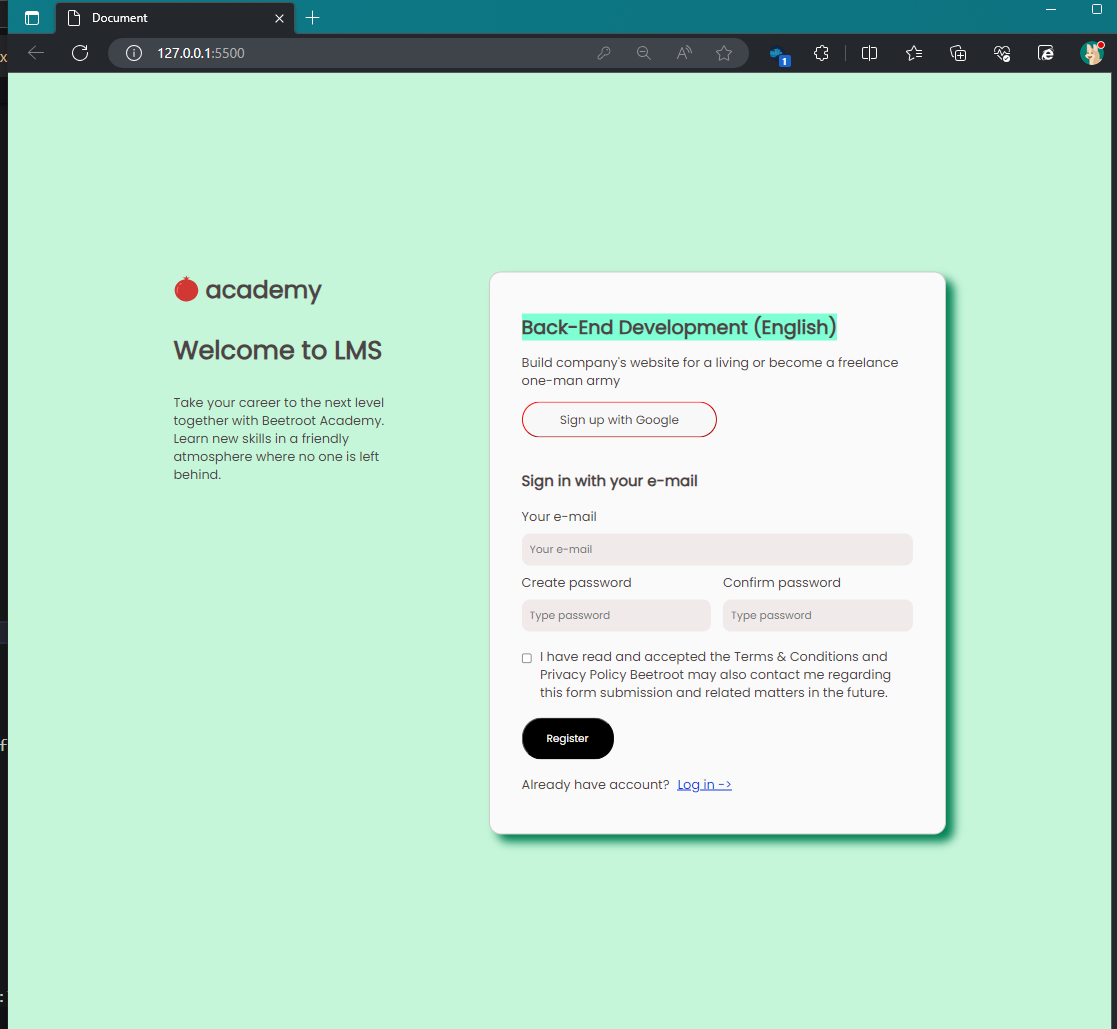 Document
127.0.0.1:5500
1
academy
Welcome to LMS
Take your career to the next level
together with Beetroot Academy.
Learn new skills in a friendly
atmosphere where no one is left
behind.
Back-End Development (English)
Build company's website for a living or become a freelance
one-man army
Sign up with Google
Sign in with your e-mail
Your e-mail
Your e-mail
Create password
Confirm password
Type password
Type password
I have read and accepted the Terms & Conditions and
Privacy Policy Beetroot may also contact me regarding
this form submission and related matters in the future.
Register
Already have account? Log in ->